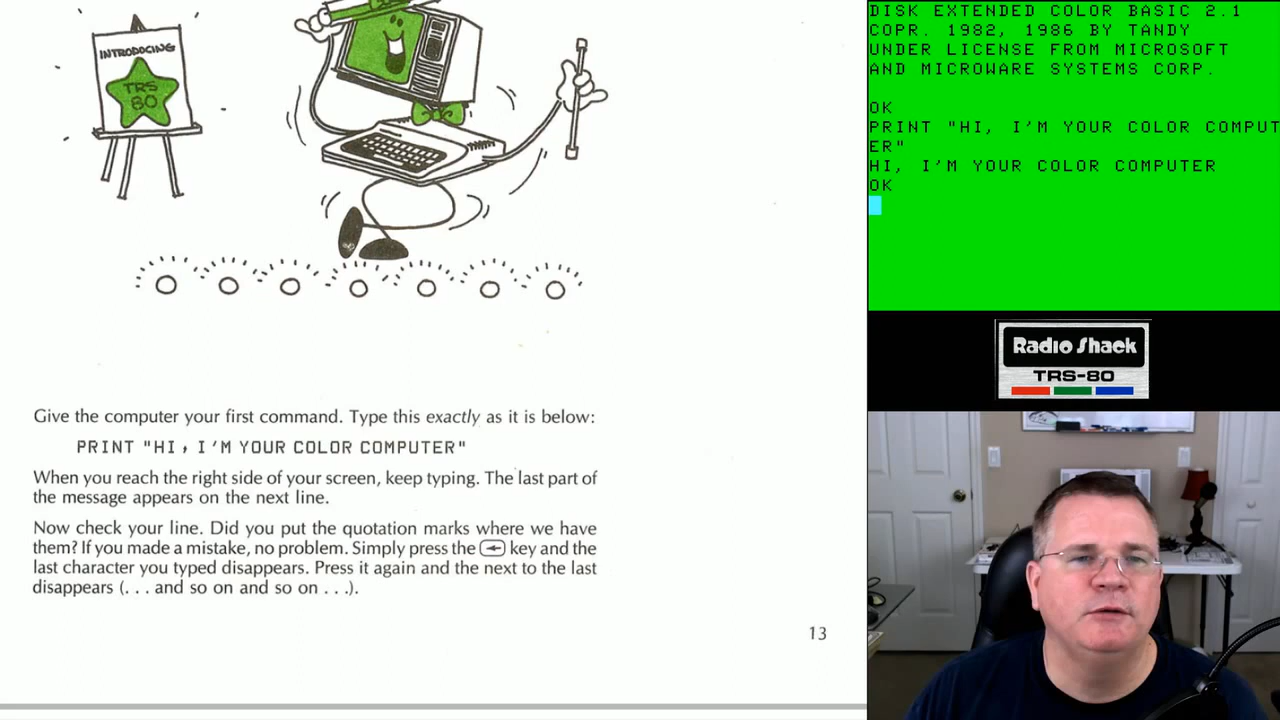 INTRODUCING
TRS
80
Give the computer your first command. Type this exactly as it is below:
PRINT "HI, I'M YOUR COLOR COMPUTER"
When you reach the right side of your screen, keep typing. The last part of
the message appears on the next line.
Now check your line. Did you put the quotation marks where we have
them? If you made a mistake, no problem. Simply press the ← key and the
last character you typed disappears. Press it again and the next to the last
disappears (. . . and so on and so on . . .).
13
DISK EXTENDED COLOR BASIC 2.1
COPR. 1982, 1986 BY TANDY
UNDER LICENSE FROM MICROSOFT
AND MICROWARE SYSTEMS CORP.
OK
PRINT "HI, I'M YOUR COLOR COMPUT
ER"
HI, I'M YOUR COLOR COMPUTER
OK
Radio Shack
TRS-80